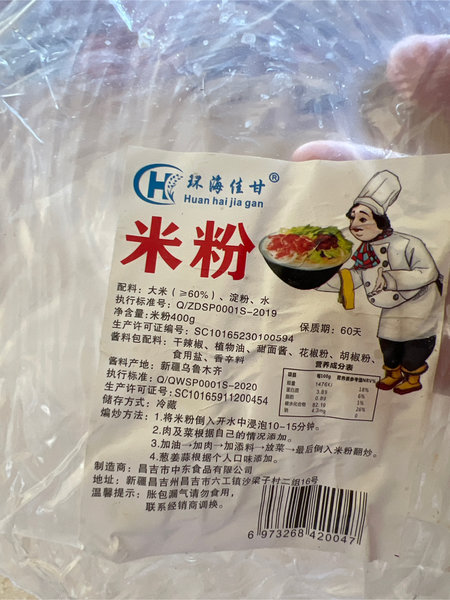 环海佳甘®
Huan hai jia gan
米粉
配料：大米（≥60%）、淀粉、水
执行标准号：Q/ZDSP0001S-2019
净含量:米粉400g
保质期：60天
生产许可证编号：SC10165230100594
酱料包配料：干辣椒、植物油、甜面酱、花椒粉、胡椒粉、
食用盐、香辛料
营养成分表
酱料产地：新疆乌鲁木齐
执行标准：Q/QWSP0001S-2020
生产许可证号：SC10165911200454
储存方式：冷藏
煸炒方法：1.将米粉倒入开水中浸泡10-15分钟。
2.肉及菜根据自己的情况添加。
3.加油→加肉→加添料→放菜→最后倒入米粉翻炒。
4.葱姜蒜根据个人口味添加。
制造商：昌吉市中东食品有限公司
地址：新疆昌吉州昌吉市六工镇沙梁子村二组16号
温馨提示：胀包漏气请勿食用，
联系经销商调换。
6 973268 420047